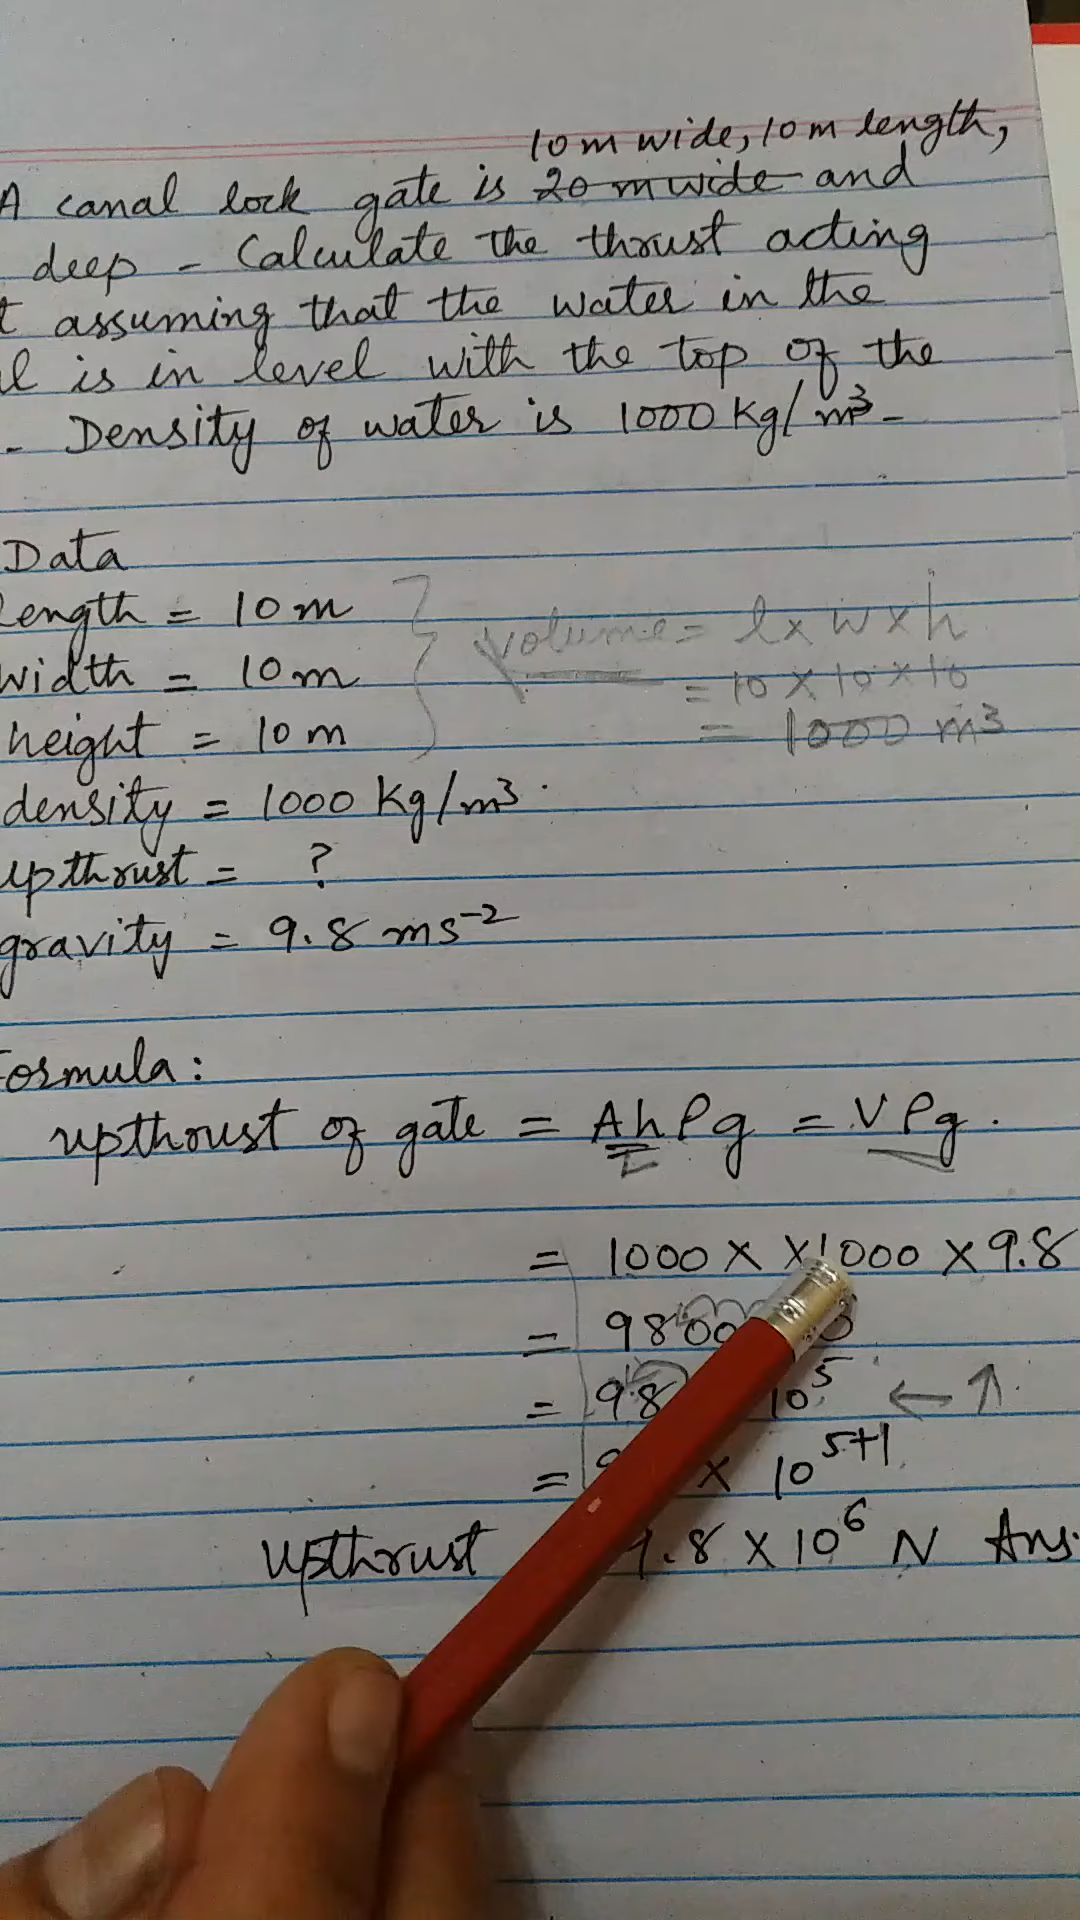 10m wide, 10m length,
A canal lock gate is 20 m wide and
deep - Calculate the thrust acting
t assuming that the water in the
l is in level with the top of the
- Density of water is 1000 Kg/m³ -
Data
Length = 10 m
width = 10 m
height = 10 m
volume = l x w x h
= 10 x 10 x 10
= 1000 m³
density = 1000 Kg/m³.
upthrust = ?
gravity = 9.8 ms⁻²
Formula:
upthrust of gate = Ahρg = Vρg.
= 1000 x x 1000 x 9.8
= 9800
= 98 10⁵ ← ↑
= x 10⁵⁺¹
Upthrust 9.8 x 10⁶ N Ans.